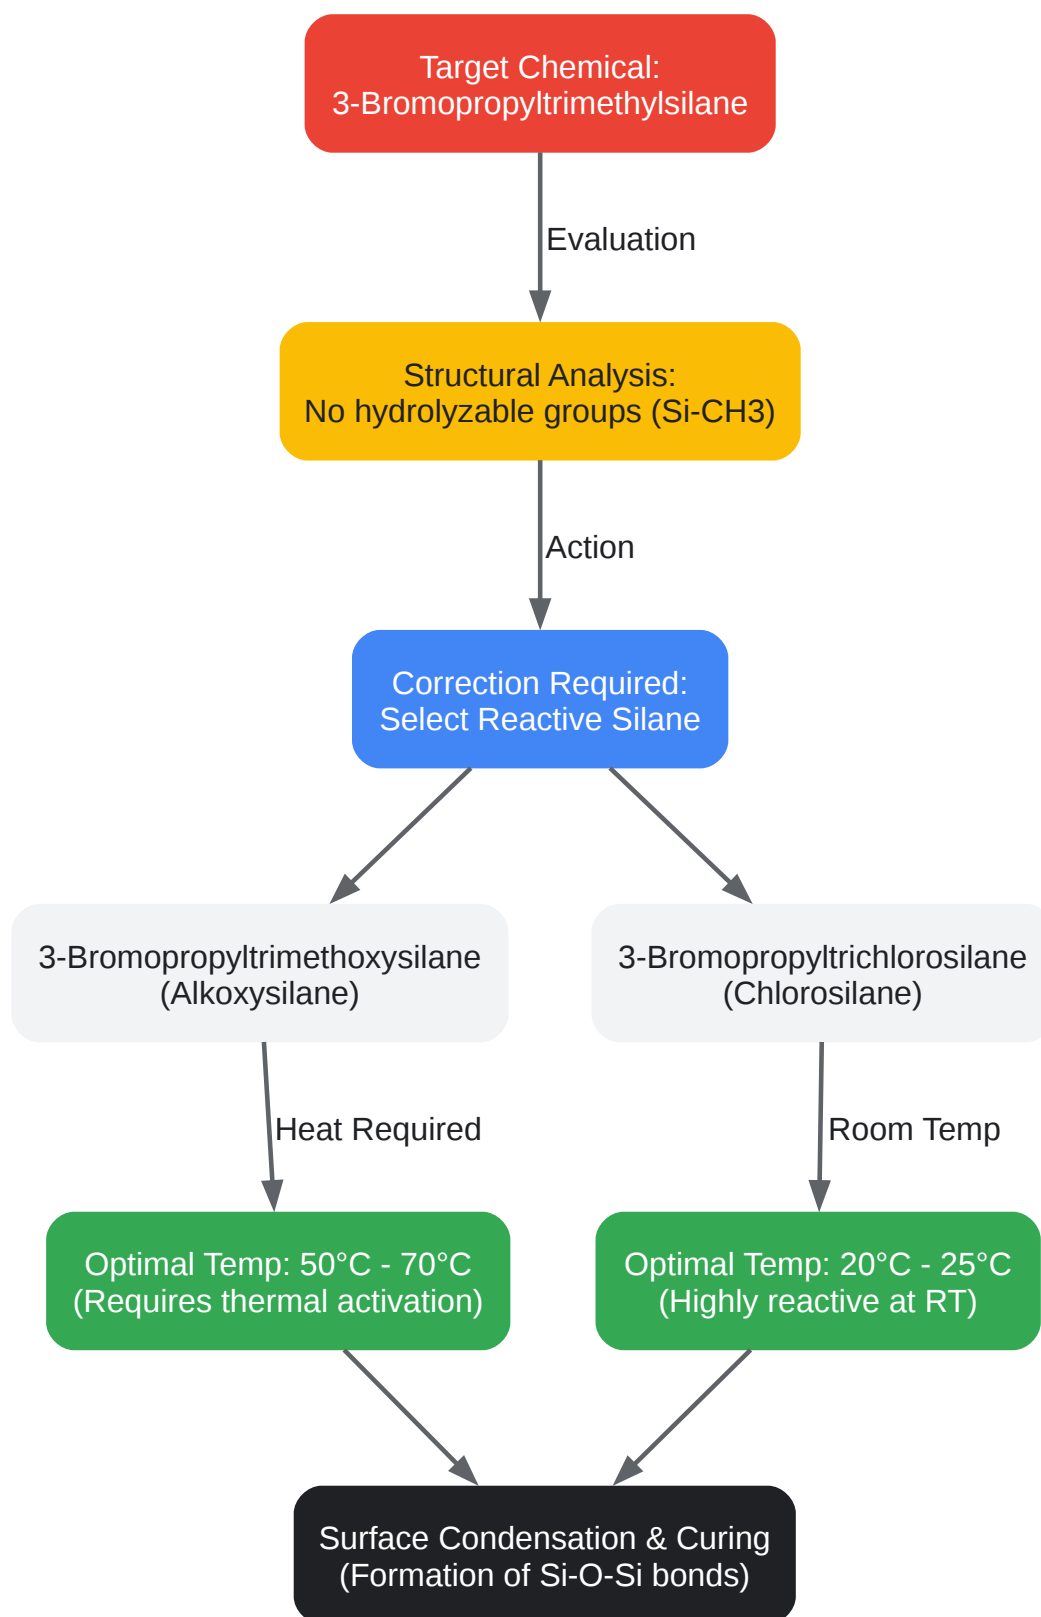 Target Chemical:
3-Bromopropyltrimethylsilane
Evaluation
Structural Analysis:
No hydrolyzable groups (Si-CH3)
Action
Correction Required:
Select Reactive Silane
3-Bromopropyltrimethoxysilane
(Alkoxysilane)
3-Bromopropyltrichlorosilane
(Chlorosilane)
Heat Required
Room Temp
Optimal Temp: 50°C - 70°C
(Requires thermal activation)
Optimal Temp: 20°C - 25°C
(Highly reactive at RT)
Surface Condensation & Curing
(Formation of Si-O-Si bonds)